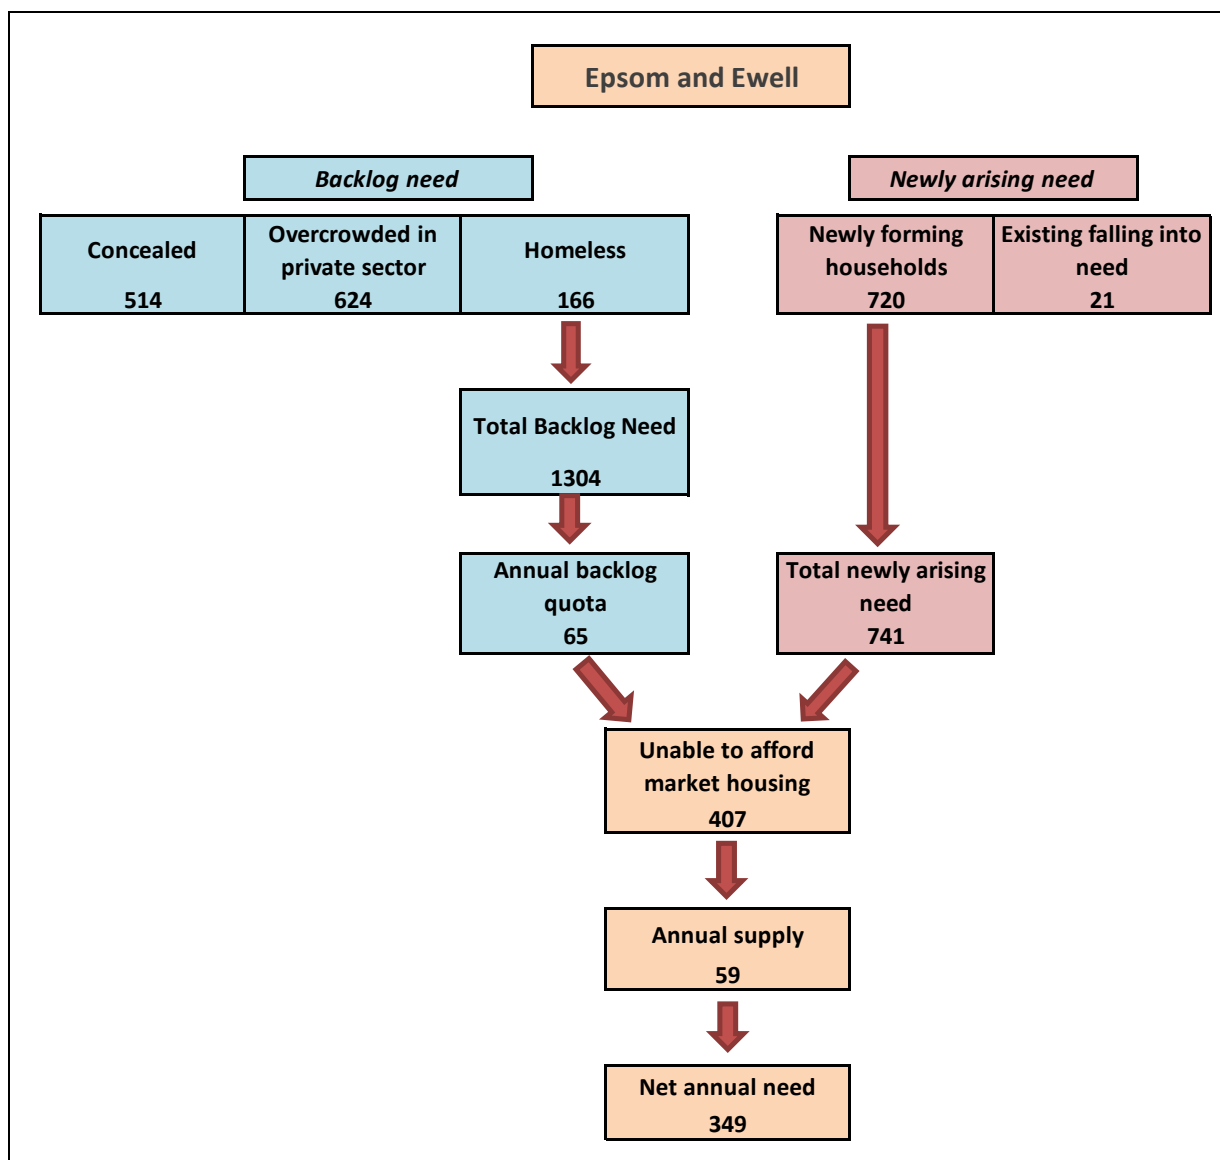 Epsom and Ewell
Backlog need
Newly arising need
Concealed
514
Overcrowded in
private sector
624
Homeless
166
Newly forming
households
720
Existing falling into
need
21
Total Backlog Need
1304
Annual backlog
quota
65
Total newly arising
need
741
Unable to afford
market housing
407
Annual supply
59
Net annual need
349